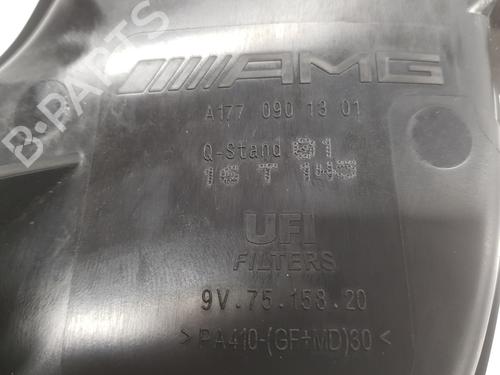 AMG
A177 090 13 01
Q-Stand 01
UFI
FILTERS
9V.75.158.20
>PA410-(GF+MD)30<
B-PARTS